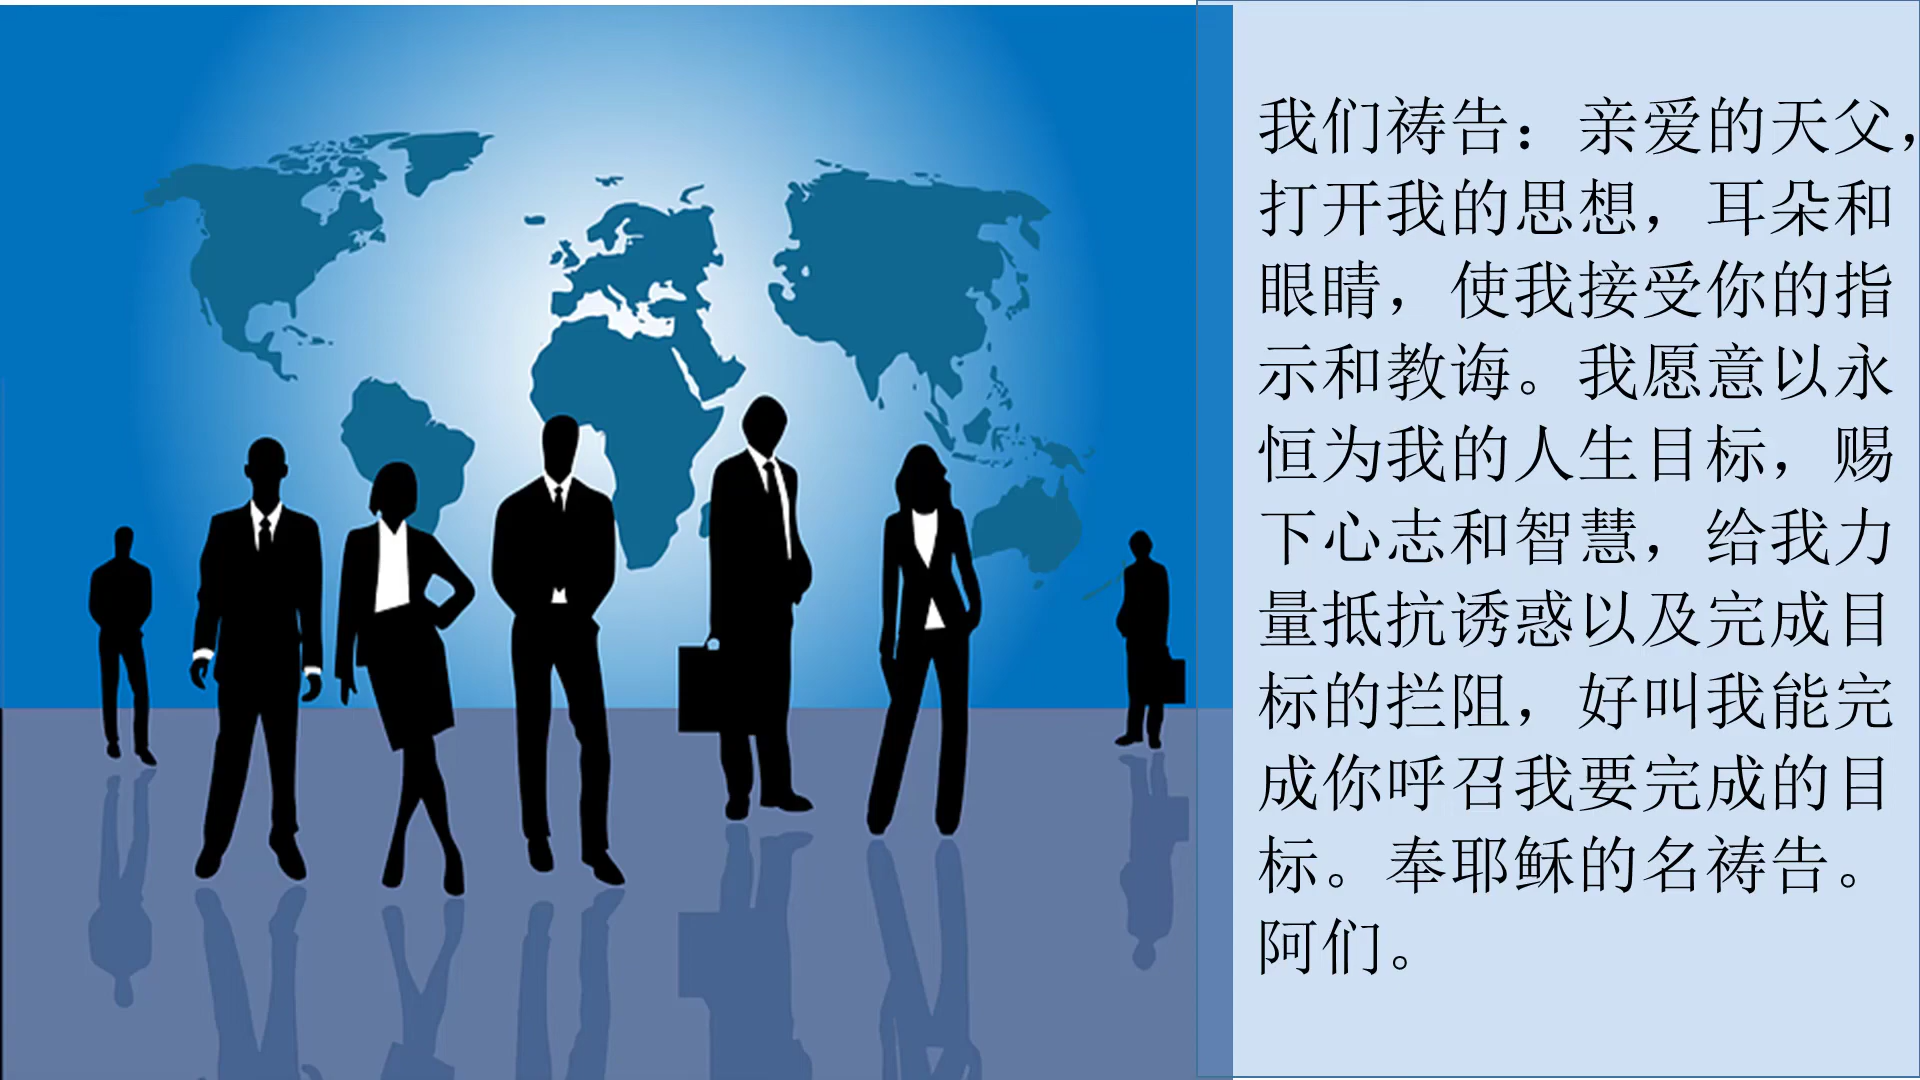 我们祷告：亲爱的天父，
打开我的思想，耳朵和
眼睛，使我接受你的指
示和教诲。我愿意以永
恒为我的人生目标，赐
下心志和智慧，给我力
量抵抗诱惑以及完成目
标的拦阻，好叫我能完
成你呼召我要完成的目
标。奉耶稣的名祷告。
阿们。